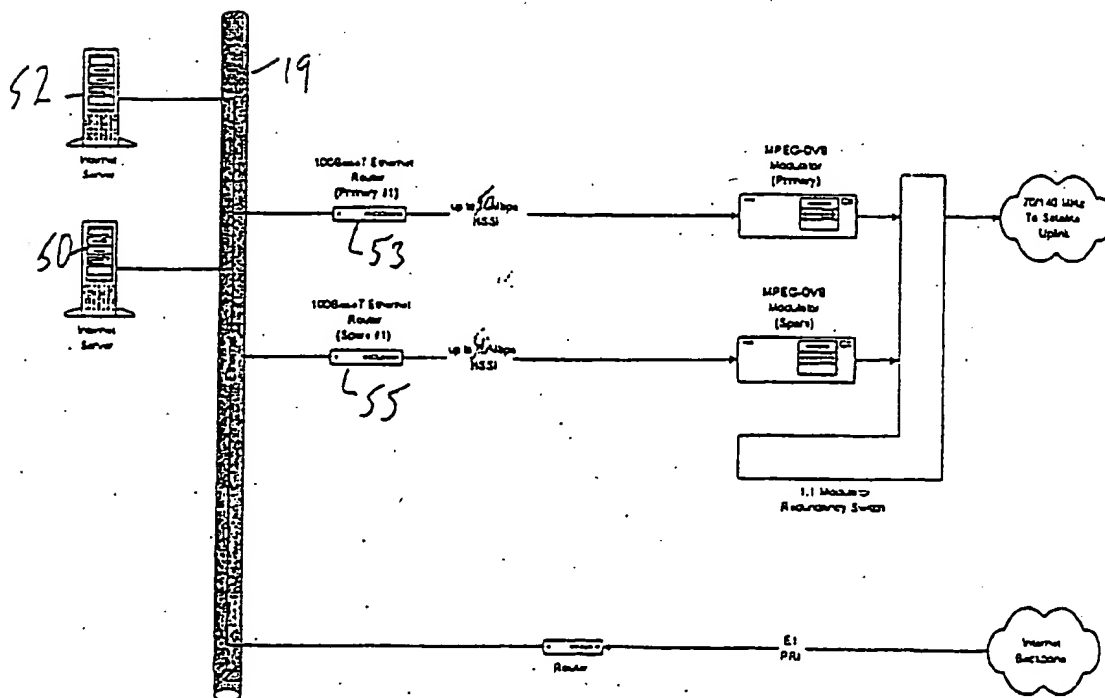 52
19
Internet
Server
100BaseT Ethernet
Router
(Primary #1)
up to
HSSI
53
MPEG-DVB
Modulator
(Primary)
To Satellite
Uplink
50
Internet
Server
100BaseT Ethernet
Router
(Spare #1)
up to
HSSI
55
MPEG-DVB
Modulator
(Spare)
1:1 Modulator
Redundancy Switch
Router
E1
PRI
Internet
Backbone